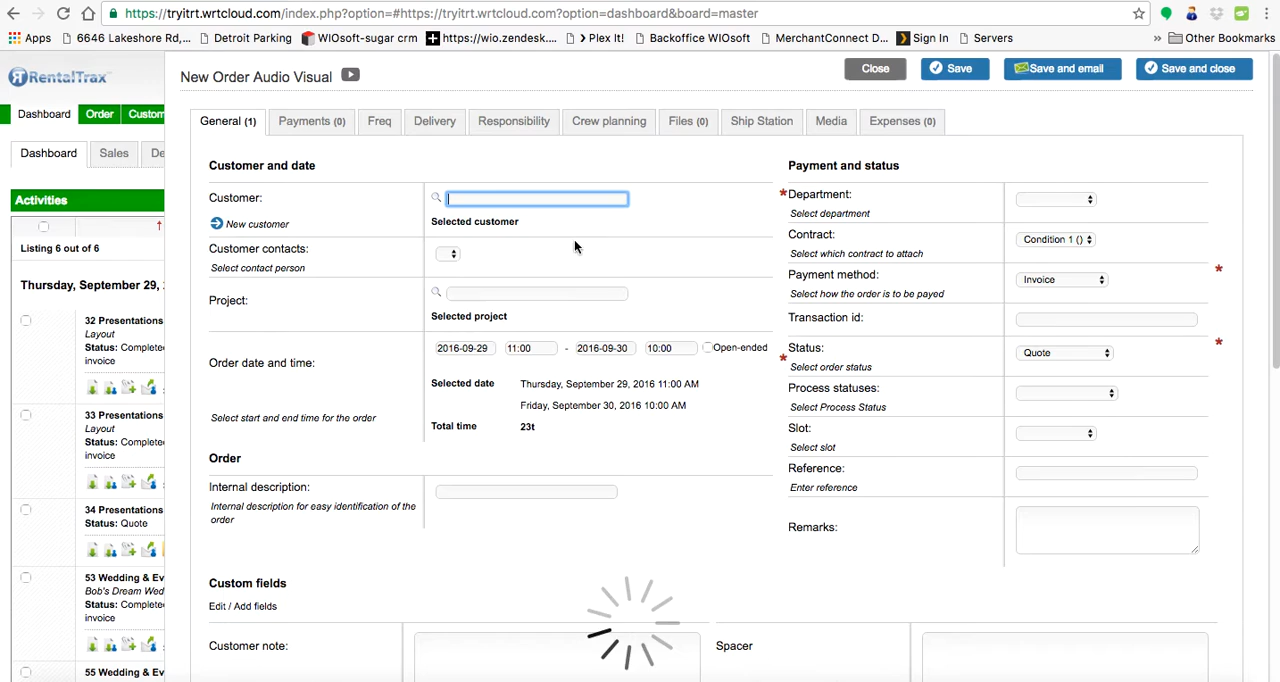 https://tryitrt.wrtcloud.com/index.php?option=#https://tryitrt.wrtcloud.com?option=dashboard&board=master
Apps 6646 Lakeshore Rd,... Detroit Parking WIOsoft-sugar crm https://wio.zendesk.... > Plex It! Backoffice WIOsoft MerchantConnect D... Sign In Servers » Other Bookmarks
RentalTrax
New Order Audio Visual
Close Save Save and email Save and close
Dashboard Order Custom
General (1) Payments (0) Freq Delivery Responsibility Crew planning Files (0) Ship Station Media Expenses (0)
Dashboard Sales De
Activities
Listing 6 out of 6
Thursday, September 29,
32 Presentations
Layout
Status: Complete
invoice
33 Presentations
Layout
Status: Complete
invoice
34 Presentations
Status: Quote
53 Wedding & Ev
Bob's Dream Wed
Status: Complete
invoice
55 Wedding & Ev
Customer and date
Customer:
New customer
Selected customer
Customer contacts:
Select contact person
Project:
Selected project
Order date and time:
2016-09-29 11:00 - 2016-09-30 10:00 Open-ended
Selected date Thursday, September 29, 2016 11:00 AM
Friday, September 30, 2016 10:00 AM
Select start and end time for the order
Total time 23t
Order
Internal description:
Internal description for easy identification of the
order
Custom fields
Edit / Add fields
Customer note:
Spacer
Payment and status
* Department:
Select department
Contract: Condition 1 ()
Select which contract to attach
Payment method: Invoice *
Select how the order is to be payed
Transaction id:
* Status: Quote *
Select order status
Process statuses:
Select Process Status
Slot:
Select slot
Reference:
Enter reference
Remarks: